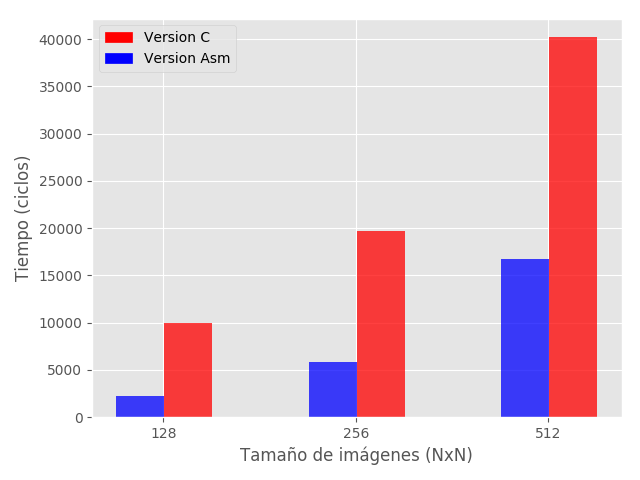 Version C
Version Asm
40000
35000
30000
25000
20000
15000
10000
5000
0
Tiempo (ciclos)
128 256 512
Tamaño de imágenes (NxN)